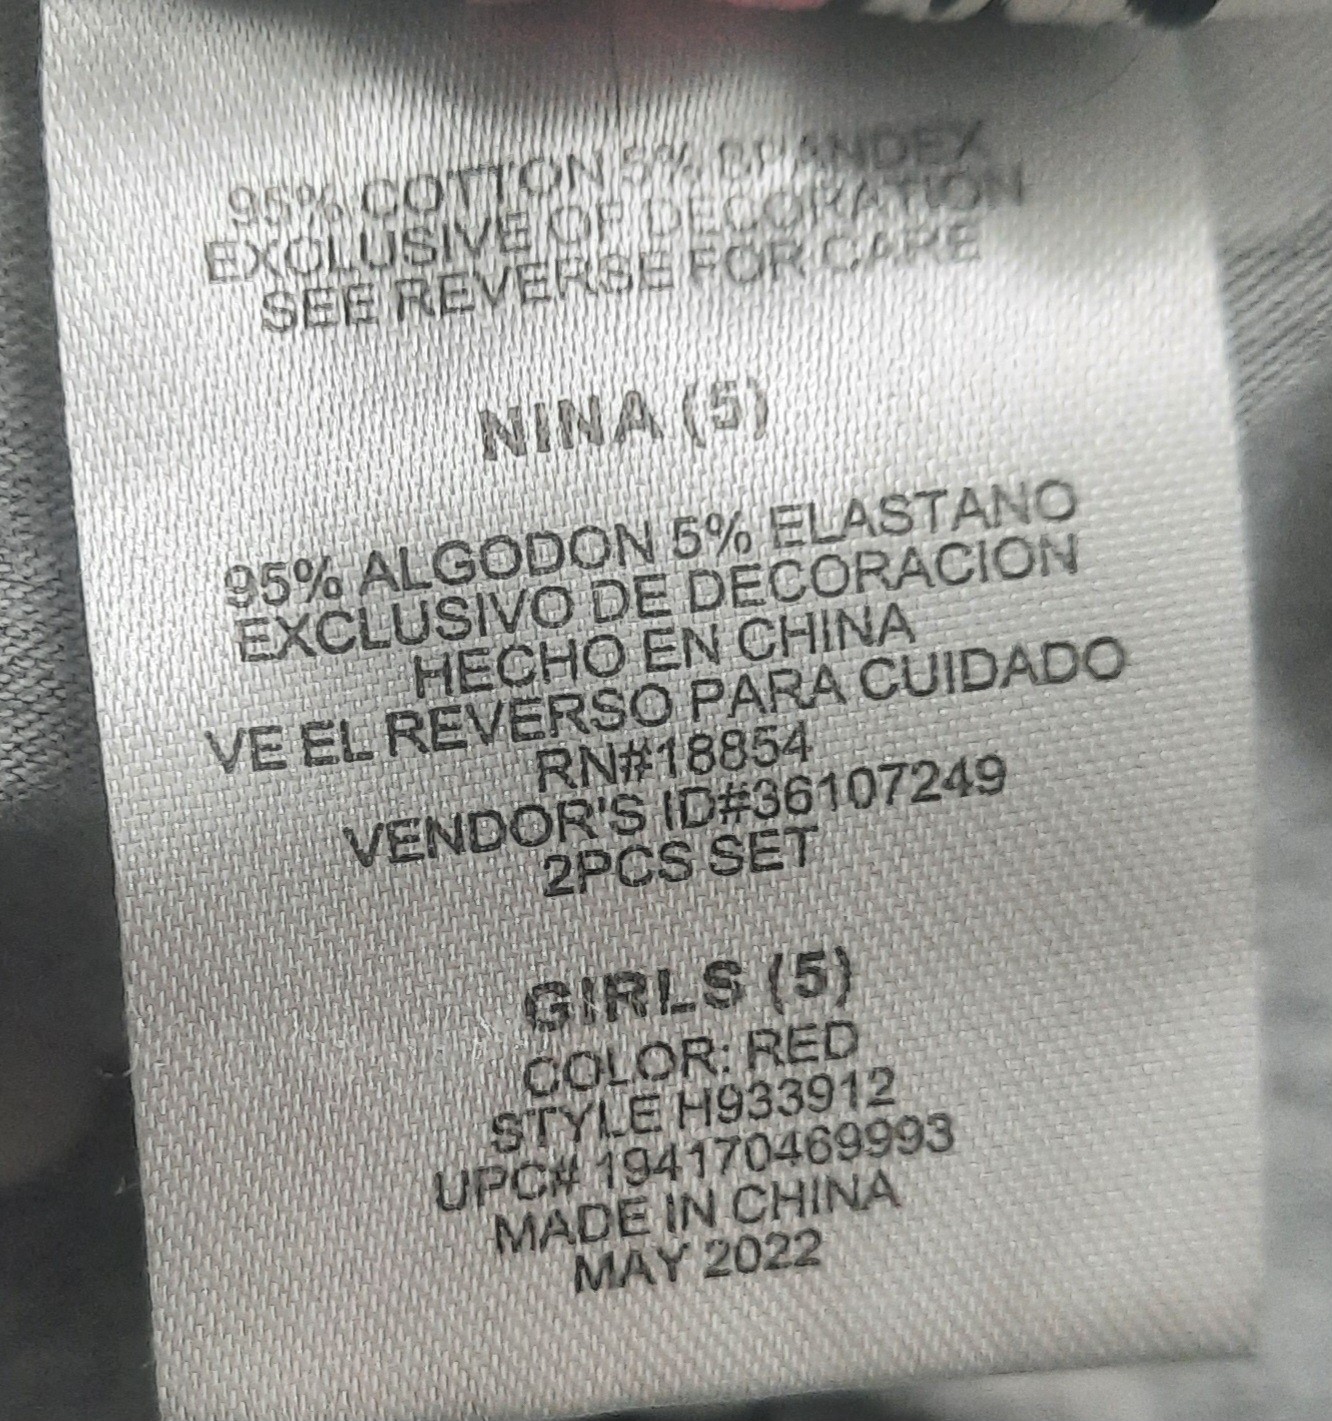 95% COTTON 5% SPANDEX
EXCLUSIVE OF DECORATION
SEE REVERSE FOR CARE
NINA (5)
95% ALGODON 5% ELASTANO
EXCLUSIVO DE DECORACION
HECHO EN CHINA
VE EL REVERSO PARA CUIDADO
RN#18854
VENDOR'S ID#36107249
2PCS SET
GIRLS (5)
COLOR: RED
STYLE H933912
UPC# 194170469993
MADE IN CHINA
MAY 2022